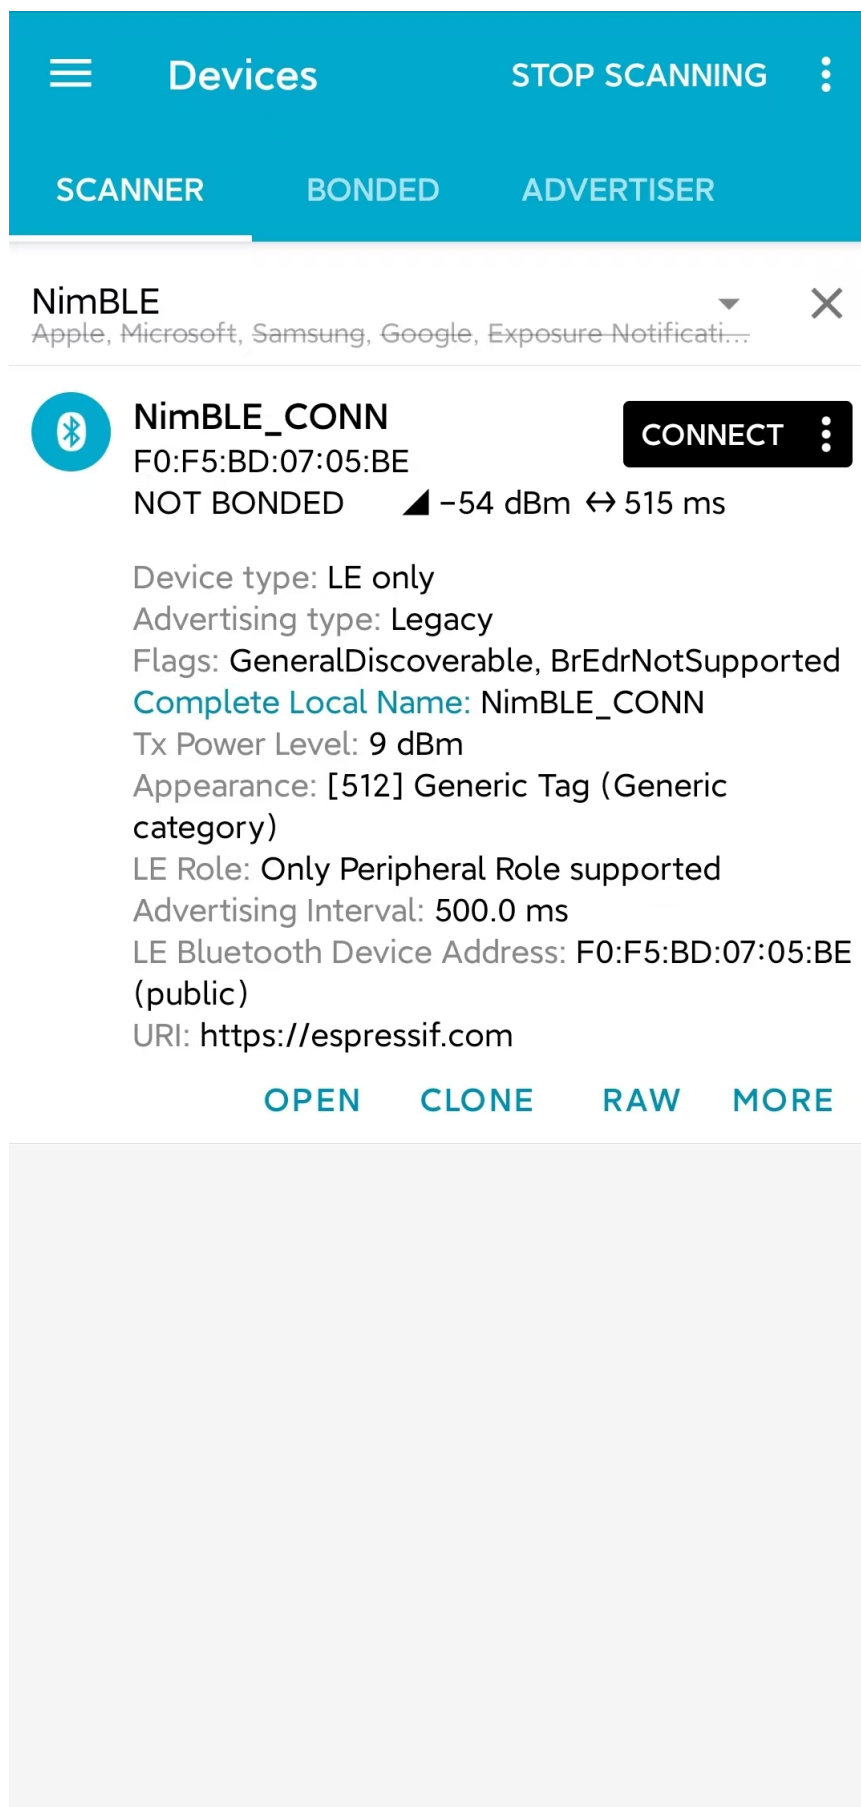 Devices STOP SCANNING
SCANNER BONDED ADVERTISER
NimBLE
Apple, Microsoft, Samsung, Google, Exposure Notificati...
NimBLE_CONN
CONNECT
F0:F5:BD:07:05:BE
NOT BONDED -54 dBm ↔ 515 ms
Device type: LE only
Advertising type: Legacy
Flags: GeneralDiscoverable, BrEdrNotSupported
Complete Local Name: NimBLE_CONN
Tx Power Level: 9 dBm
Appearance: [512] Generic Tag (Generic
category)
LE Role: Only Peripheral Role supported
Advertising Interval: 500.0 ms
LE Bluetooth Device Address: F0:F5:BD:07:05:BE
(public)
URI: https://espressif.com
OPEN CLONE RAW MORE